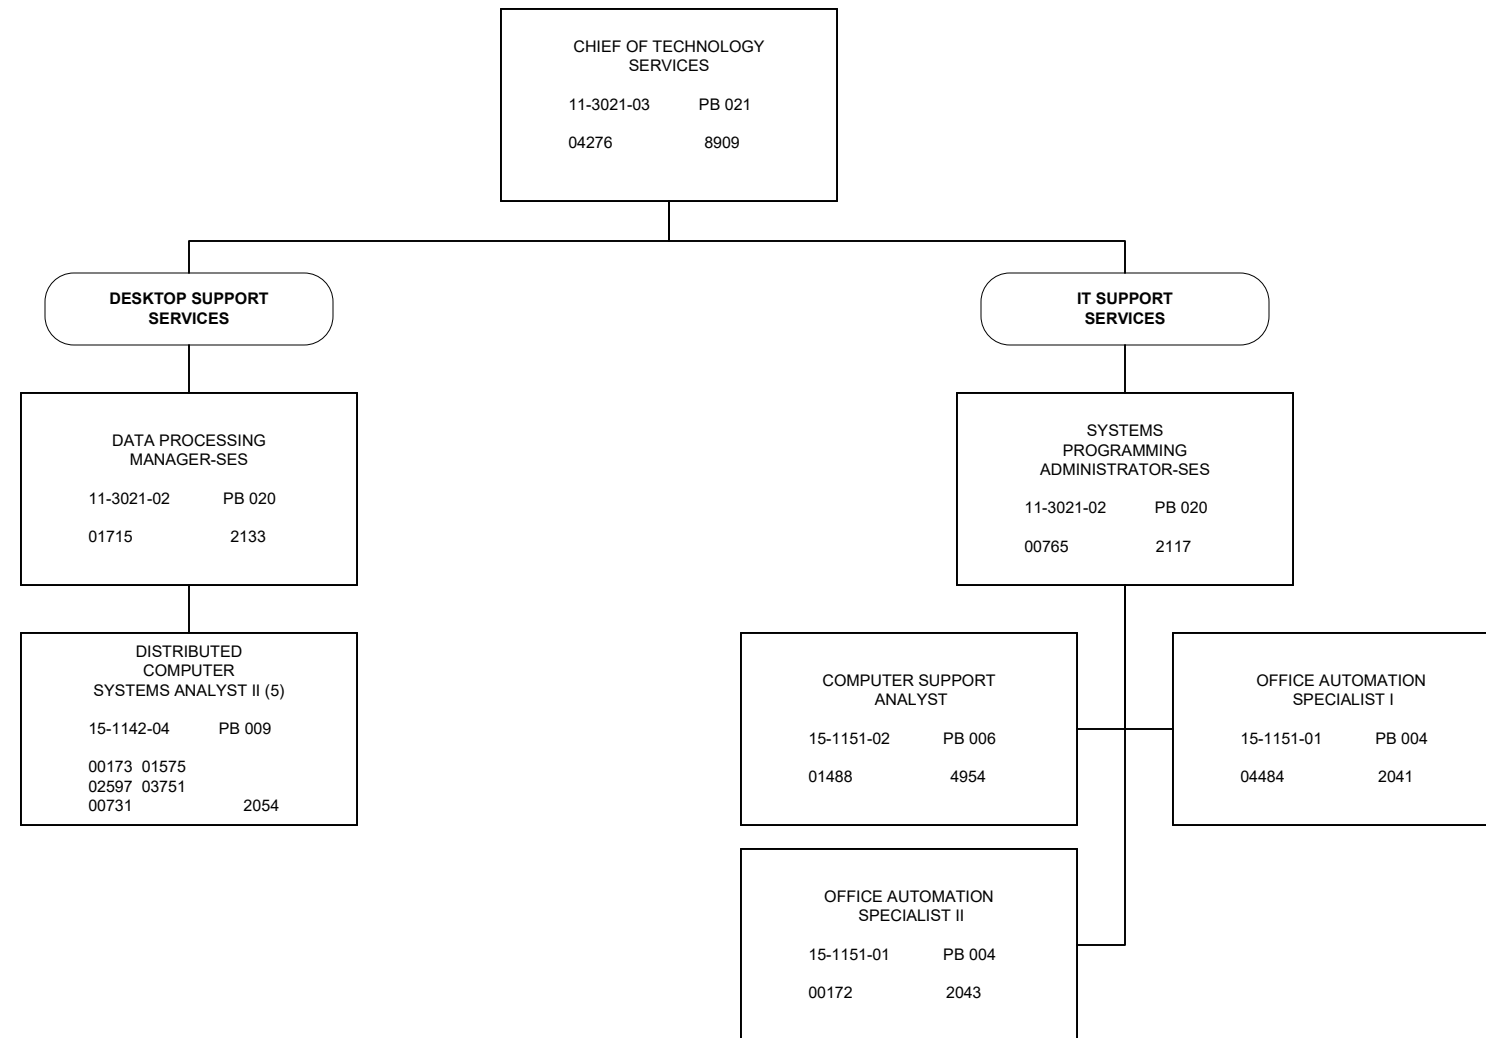 CHIEF OF TECHNOLOGY
SERVICES
11-3021-03 PB 021
04276 8909
DESKTOP SUPPORT
SERVICES
DATA PROCESSING
MANAGER-SES
11-3021-02 PB 020
01715 2133
DISTRIBUTED
COMPUTER
SYSTEMS ANALYST II (5)
15-1142-04 PB 009
00173 01575
02597 03751
00731 2054
IT SUPPORT
SERVICES
SYSTEMS
PROGRAMMING
ADMINISTRATOR-SES
11-3021-02 PB 020
00765 2117
COMPUTER SUPPORT
ANALYST
15-1151-02 PB 006
01488 4954
OFFICE AUTOMATION
SPECIALIST I
15-1151-01 PB 004
04484 2041
OFFICE AUTOMATION
SPECIALIST II
15-1151-01 PB 004
00172 2043